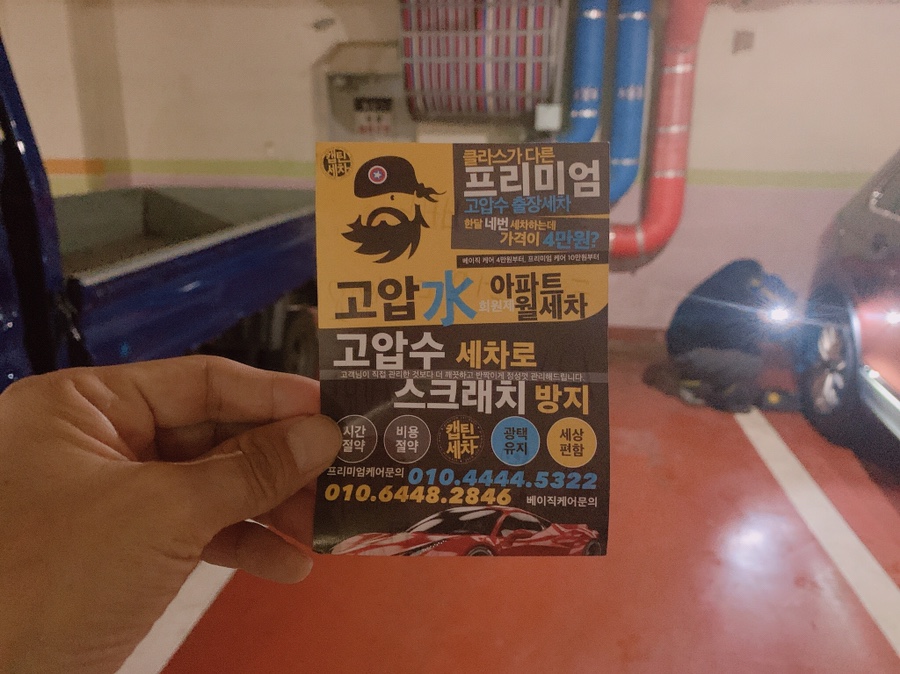 캡틴
세차
클라스가 다른
프리미엄
고압수 출장세차
한달 네번 세차하는데
가격이 4만원?
베이직 케어 4만원부터, 프리미엄 케어 10만원부터
고압水 회원제 아파트
월세차
고압수 세차로
고객님이 직접 관리한 것보다 더 깨끗하고 반짝이게 정성껏 관리해드립니다.
스크래치 방지
시간
절약
비용
절약
캡틴
세차
광택
유지
세상
편함
프리미엄케어문의 010.4444.5322
010.6448.2846 베이직케어문의